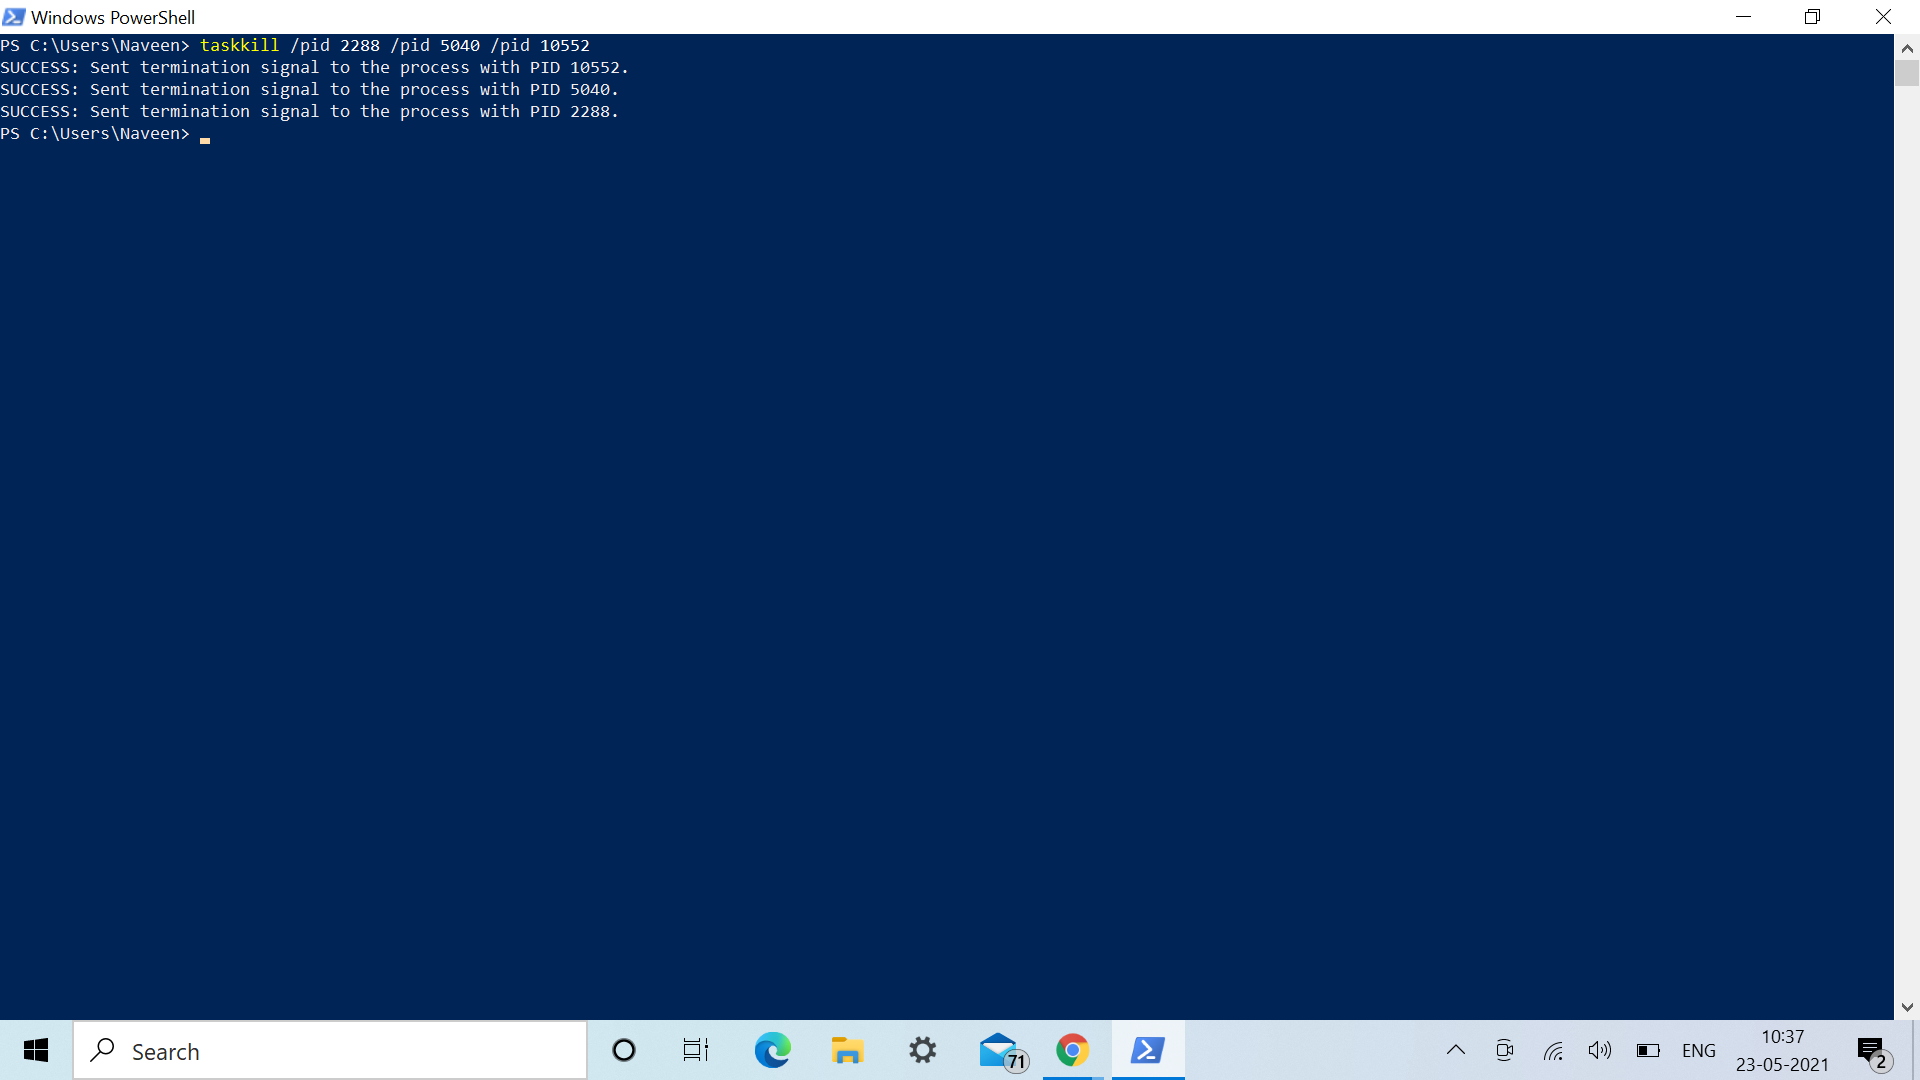 Windows PowerShell
PS C:\Users\Naveen> taskkill /pid 2288 /pid 5040 /pid 10552
SUCCESS: Sent termination signal to the process with PID 10552.
SUCCESS: Sent termination signal to the process with PID 5040.
SUCCESS: Sent termination signal to the process with PID 2288.
PS C:\Users\Naveen>
Search
71
ENG
10:37
23-05-2021
2